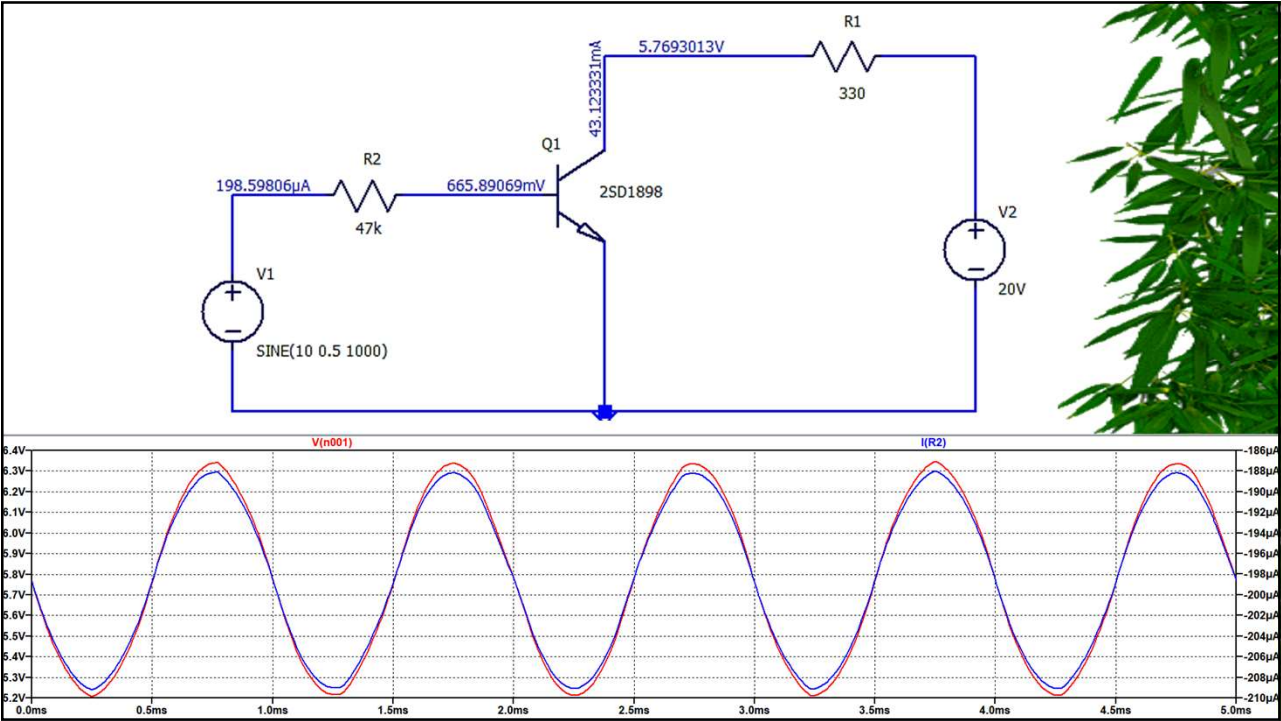 R1
5.7693013V
330
43.123331mA
Q1
R2
198.59806µA
665.89069mV
2SD1898
47k
V2
V1
20V
SINE(10 0.5 1000)
V(n001)
I(R2)
6.4V
6.3V
6.2V
6.1V
6.0V
5.9V
5.8V
5.7V
5.6V
5.5V
5.4V
5.3V
5.2V
-186µA
-188µA
-190µA
-192µA
-194µA
-196µA
-198µA
-200µA
-202µA
-204µA
-206µA
-208µA
-210µA
0.0ms
0.5ms
1.0ms
1.5ms
2.0ms
2.5ms
3.0ms
3.5ms
4.0ms
4.5ms
5.0ms